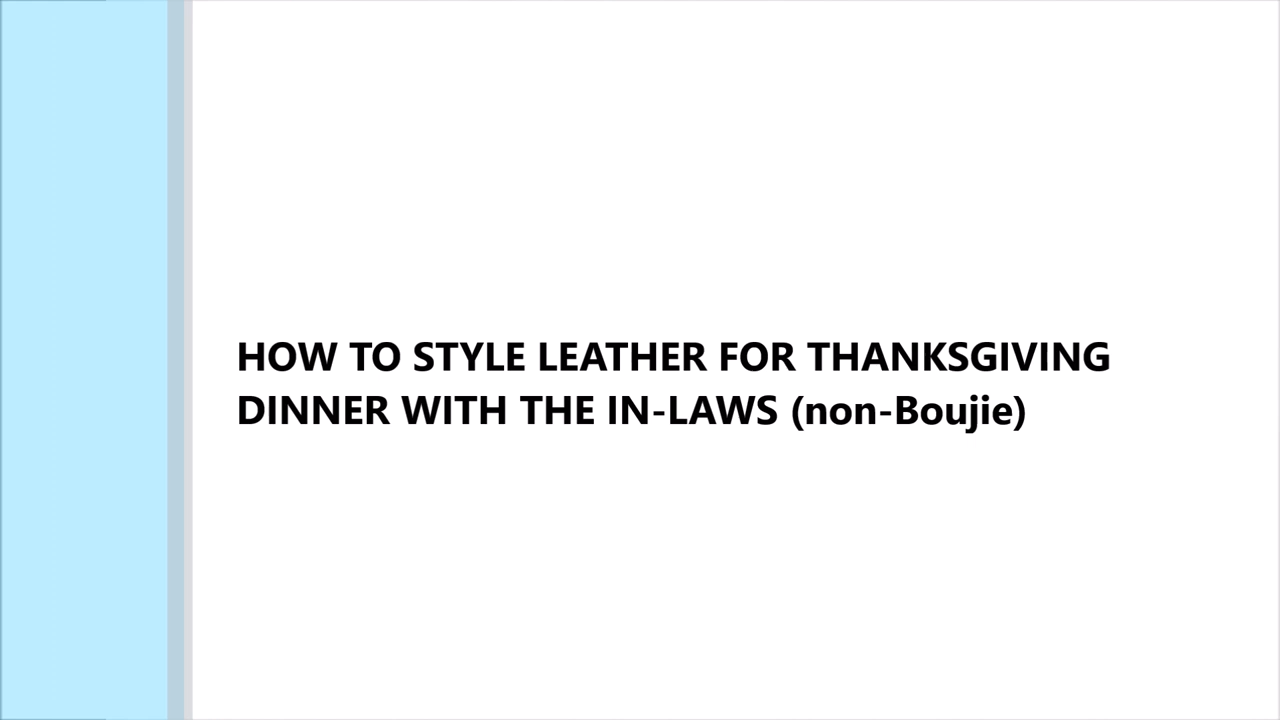 HOW TO STYLE LEATHER FOR THANKSGIVING
DINNER WITH THE IN-LAWS (non-Boujie)